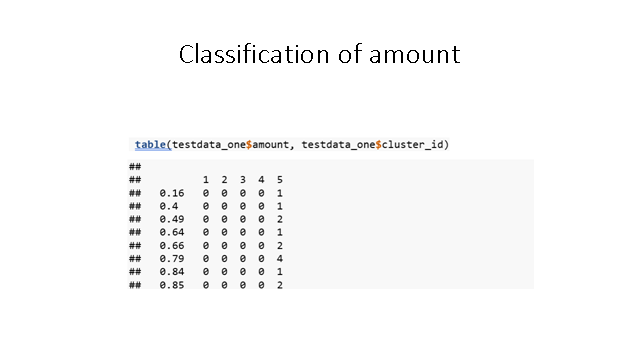 Classification of amount
table(testdata_one$amount, testdata_one$cluster_id)
##
##           1 2 3 4 5
##    0.16   0 0 0 0 1
##    0.4    0 0 0 0 1
##    0.49   0 0 0 0 2
##    0.64   0 0 0 0 1
##    0.66   0 0 0 0 2
##    0.79   0 0 0 0 4
##    0.84   0 0 0 0 1
##    0.85   0 0 0 0 2